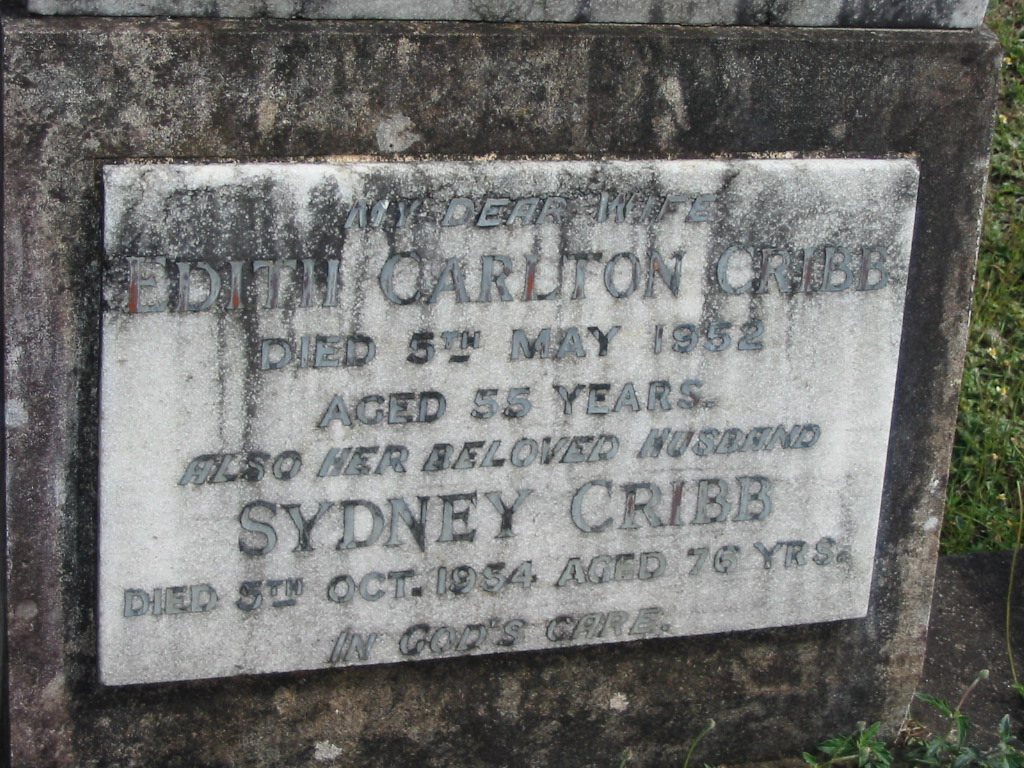 MY DEAR WIFE
EDITH CARLTON CRIBB
DIED 5TH MAY 1952
AGED 55 YEARS.
ALSO HER BELOVED HUSBAND
SYDNEY CRIBB
DIED 5TH OCT. 1954 AGED 76 YRS.
IN GOD'S CARE.